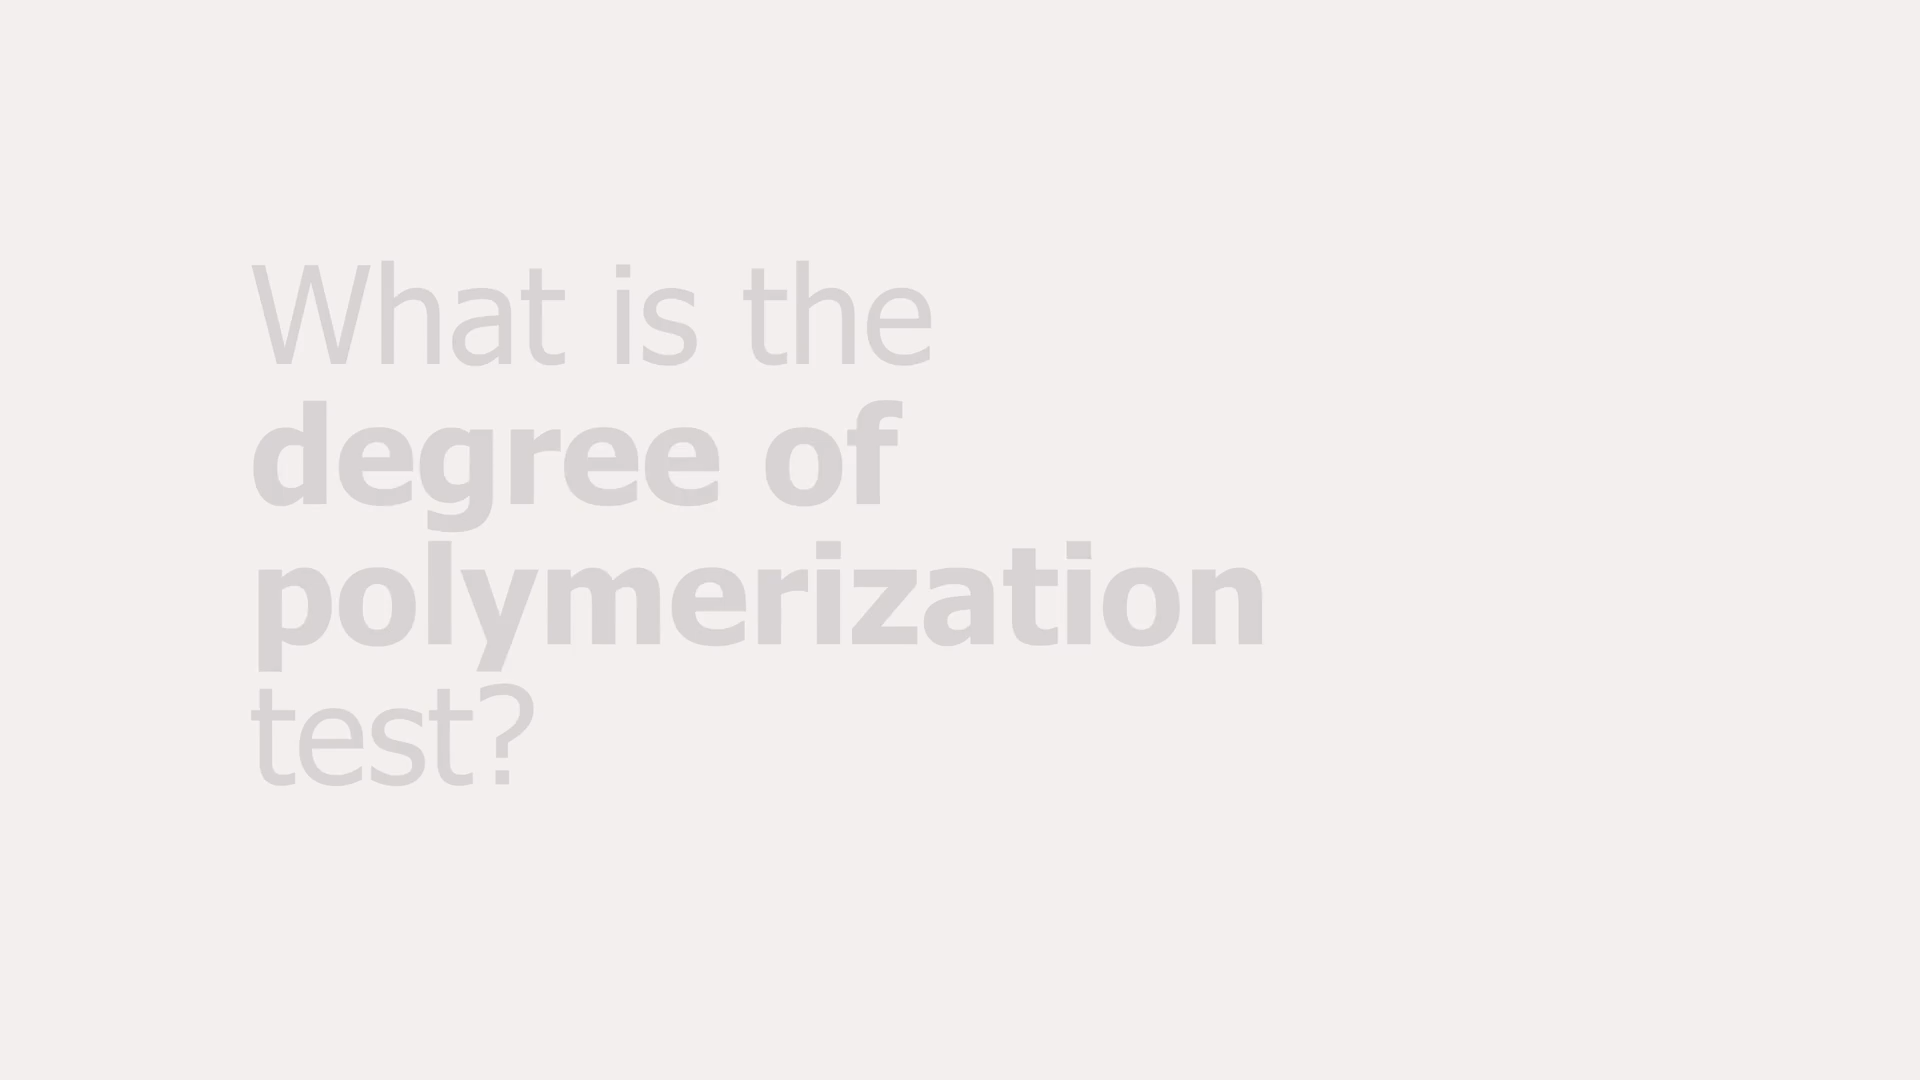 What is the
degree of
polymerization
test?